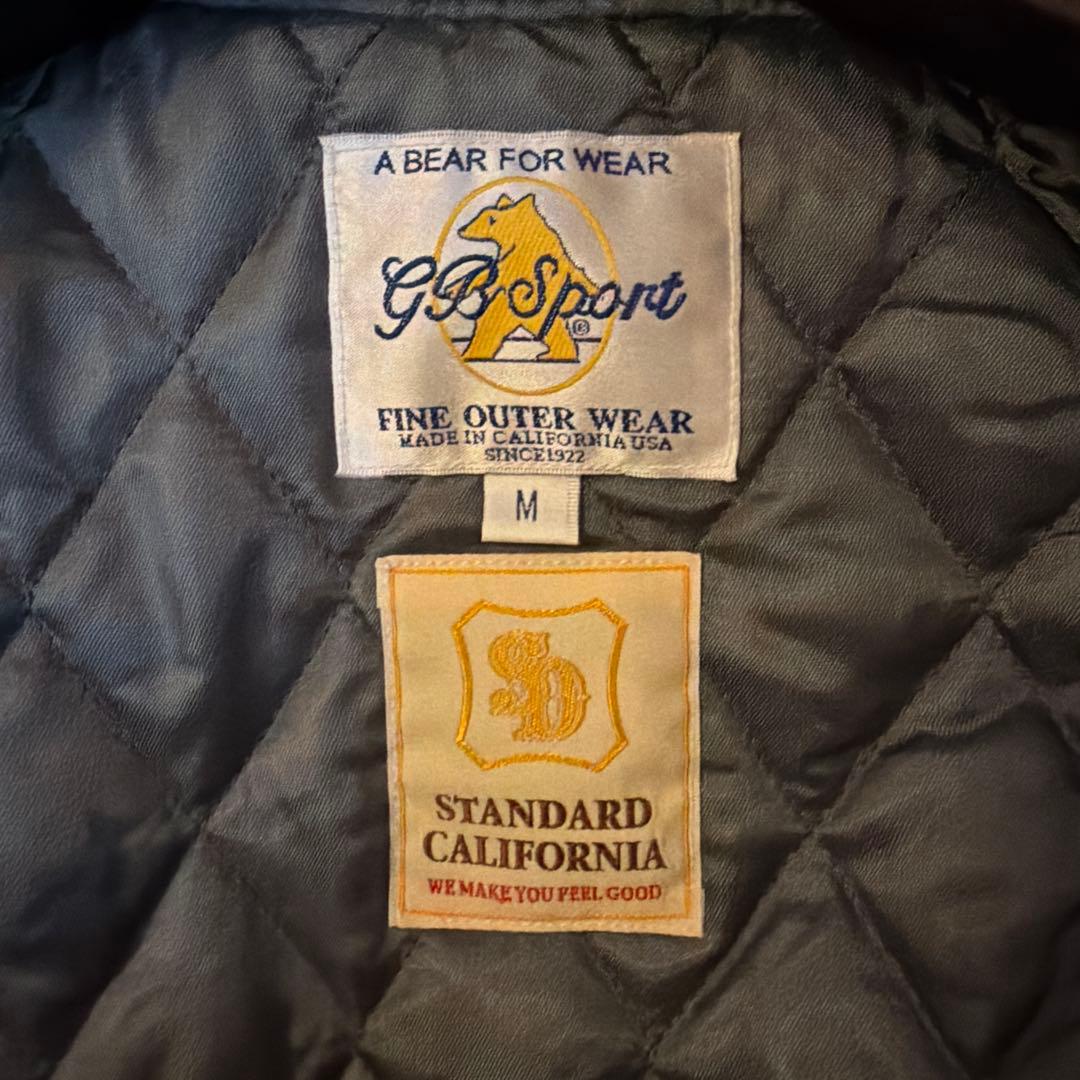 A BEAR FOR WEAR
GB Sport
®
FINE OUTER WEAR
MADE IN CALIFORNIA USA
SINCE1922
M
SD
STANDARD
CALIFORNIA
WE MAKE YOU FEEL GOOD